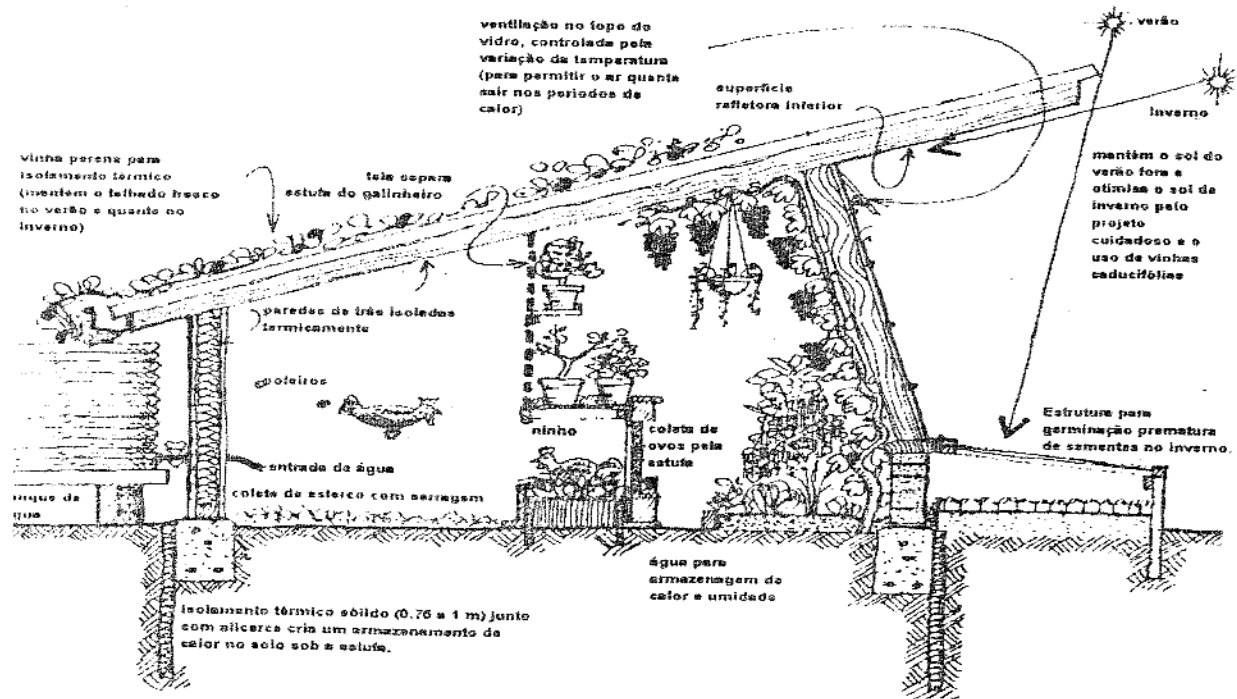 ventilação no topo do
vidro, controlada pela
variação da temperatura
(para permitir o ar quente
sair nos períodos de
calor)
verão
superfície
refletora inferior
Inverno
vinha perene para
isolamento térmico
(mantém o telhado fresco
no verão e quente no
inverno)
tela separa
estufa do galinheiro
mantém o sol do
verão fora e
otimiza o sol de
inverno pelo
projeto
cuidadoso e o
uso de vinhas
caducifólias
paredes de trás isoladas
termicamente
poleiros
ninho
coleta de
ovos pela
estufa
Estrutura para
germinação prematura
de sementes no inverno.
entrada de água
coleta de esterco com serragem
anque de
gua
água para
armazenagem de
calor e umidade
isolamento térmico sólido (0.76 a 1 m) junto
com alicerce cria um armazenamento de
calor no solo sob a estufa.